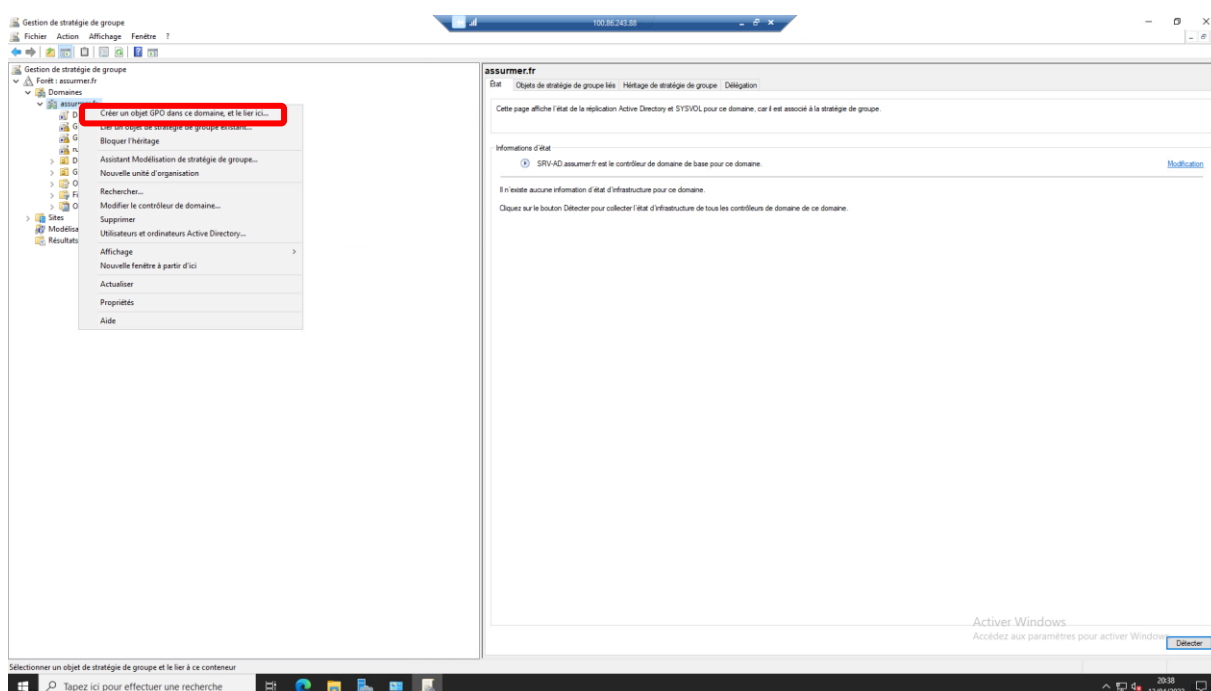 Gestion de stratégie de groupe
100.86.243.88
Fichier Action Affichage Fenêtre ?
Gestion de stratégie de groupe
Forêt : assurmer.fr
Domaines
assurmer.fr
D
G
G
n.
D
G
O
Fi
O
Sites
Modélisa
Résultats
Créer un objet GPO dans ce domaine, et le lier ici...
Lier un objet de stratégie de groupe existant...
Bloquer l'héritage
Assistant Modélisation de stratégie de groupe...
Nouvelle unité d'organisation
Rechercher...
Modifier le contrôleur de domaine...
Supprimer
Utilisateurs et ordinateurs Active Directory...
Affichage
Nouvelle fenêtre à partir d'ici
Actualiser
Propriétés
Aide
assurmer.fr
État Objets de stratégie de groupe liés Héritage de stratégie de groupe Délégation
Cette page affiche l'état de la réplication Active Directory et SYSVOL pour ce domaine, car il est associé à la stratégie de groupe.
Informations d'état
SRV-AD.assurmer.fr est le contrôleur de domaine de base pour ce domaine.
Modification
Il n'existe aucune information d'état d'infrastructure pour ce domaine.
Cliquez sur le bouton Détecter pour collecter l'état d'infrastructure de tous les contrôleurs de domaine de ce domaine.
Activer Windows
Accédez aux paramètres pour activer Windows
Détecter
Sélectionner un objet de stratégie de groupe et le lier à ce conteneur
Tapez ici pour effectuer une recherche
20:38